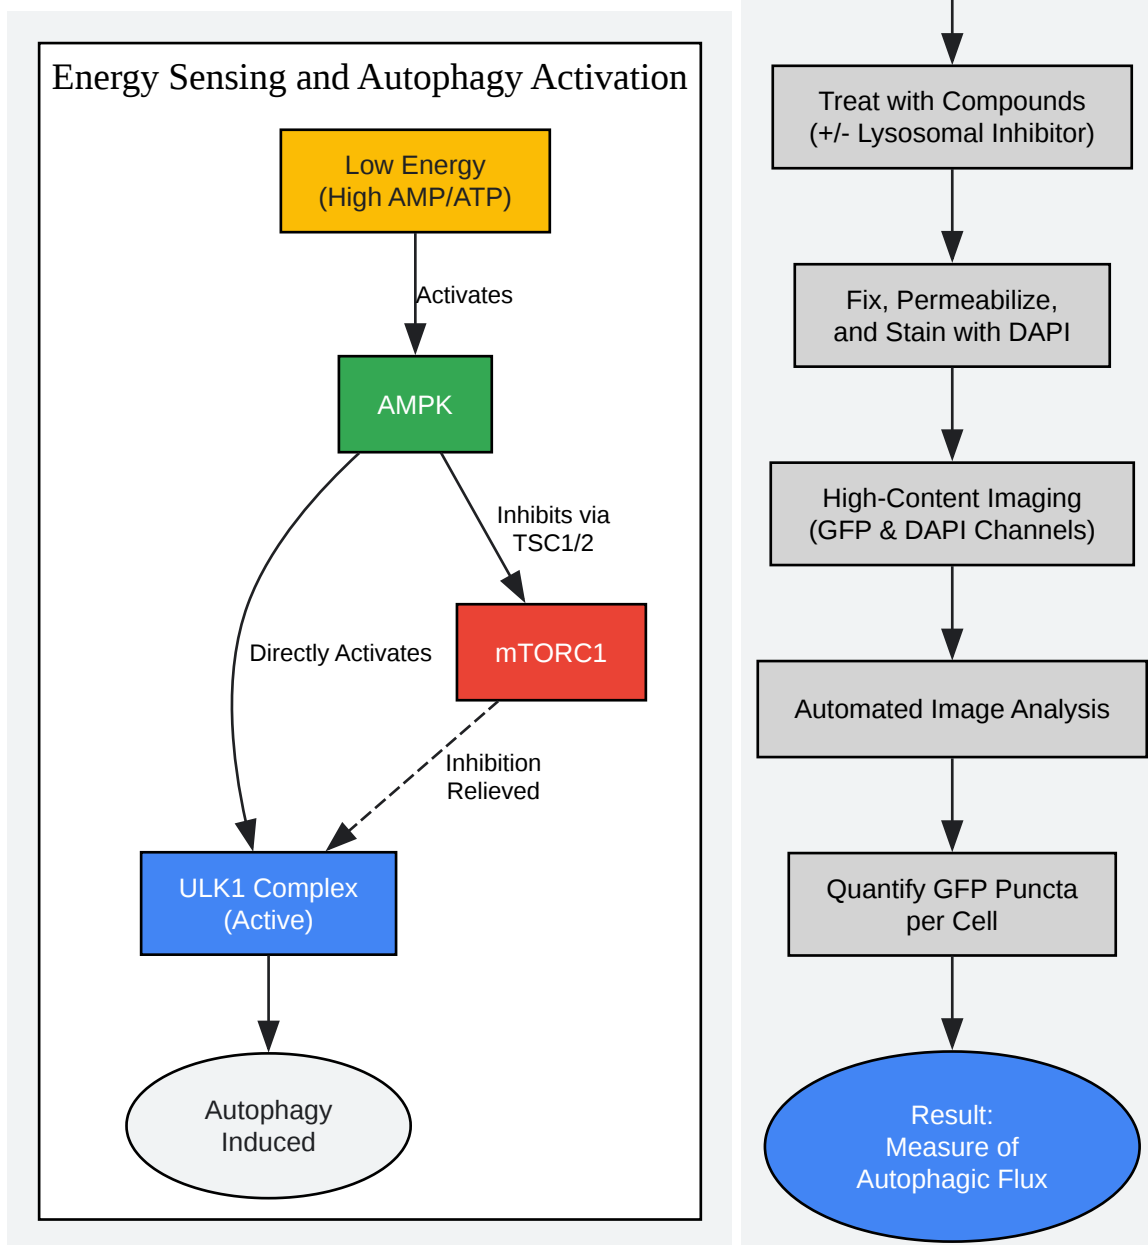 Energy Sensing and Autophagy Activation
Low Energy
(High AMP/ATP)
Activates
AMPK
Inhibits via
TSC1/2
Directly Activates
mTORC1
Inhibition
Relieved
ULK1 Complex
(Active)
Autophagy
Induced
Treat with Compounds
(+/- Lysosomal Inhibitor)
Fix, Permeabilize,
and Stain with DAPI
High-Content Imaging
(GFP & DAPI Channels)
Automated Image Analysis
Quantify GFP Puncta
per Cell
Result:
Measure of
Autophagic Flux